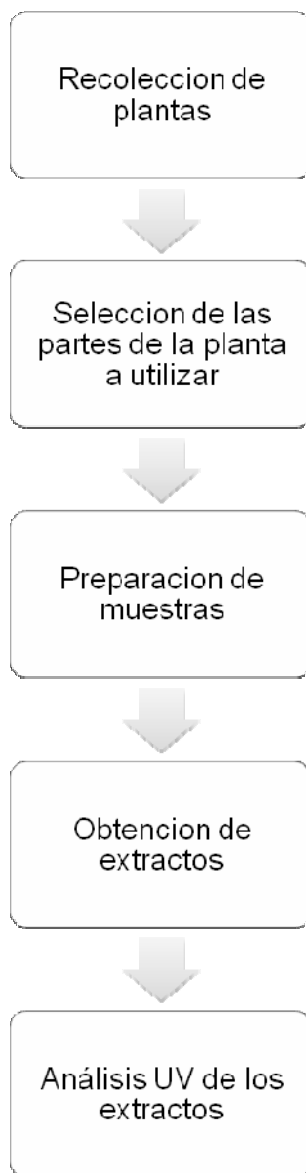 Recoleccion de
plantas
Seleccion de las
partes de la planta
a utilizar
Preparacion de
muestras
Obtencion de
extractos
Análisis UV de los
extractos